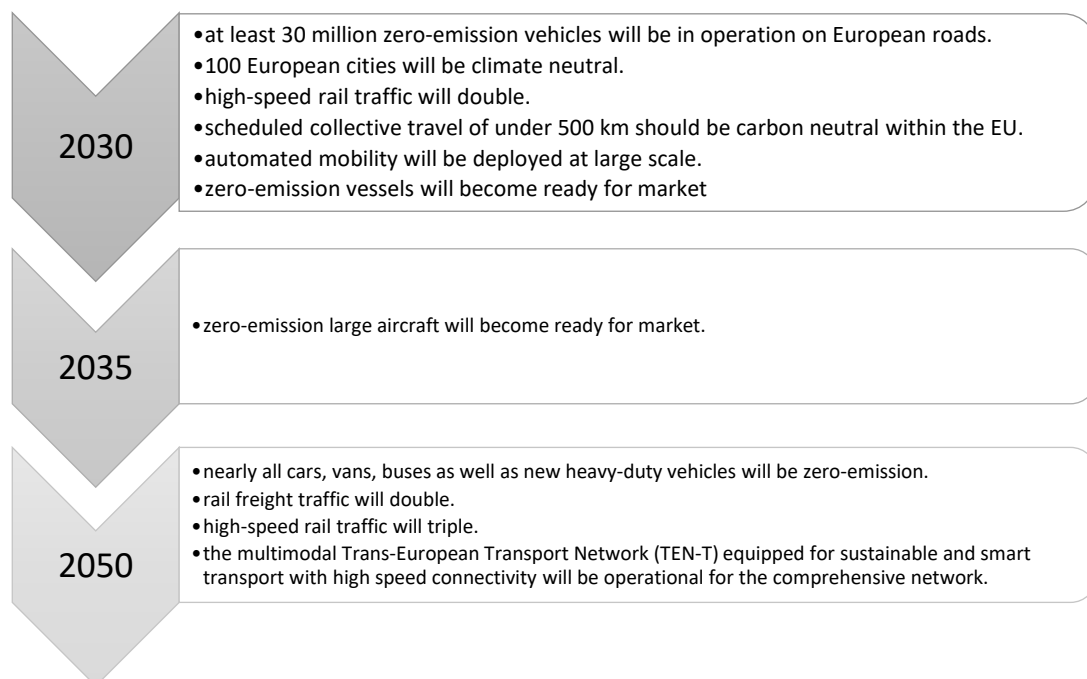 2030
•at least 30 million zero-emission vehicles will be in operation on European roads.
•100 European cities will be climate neutral.
•high-speed rail traffic will double.
•scheduled collective travel of under 500 km should be carbon neutral within the EU.
•automated mobility will be deployed at large scale.
•zero-emission vessels will become ready for market
2035
•zero-emission large aircraft will become ready for market.
2050
•nearly all cars, vans, buses as well as new heavy-duty vehicles will be zero-emission.
•rail freight traffic will double.
•high-speed rail traffic will triple.
•the multimodal Trans-European Transport Network (TEN-T) equipped for sustainable and smart
transport with high speed connectivity will be operational for the comprehensive network.